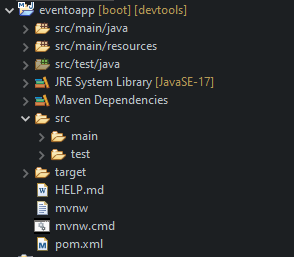 eventoapp [boot] [devtools]
src/main/java
src/main/resources
src/test/java
JRE System Library [JavaSE-17]
Maven Dependencies
src
main
test
target
HELP.md
mvnw
mvnw.cmd
pom.xml